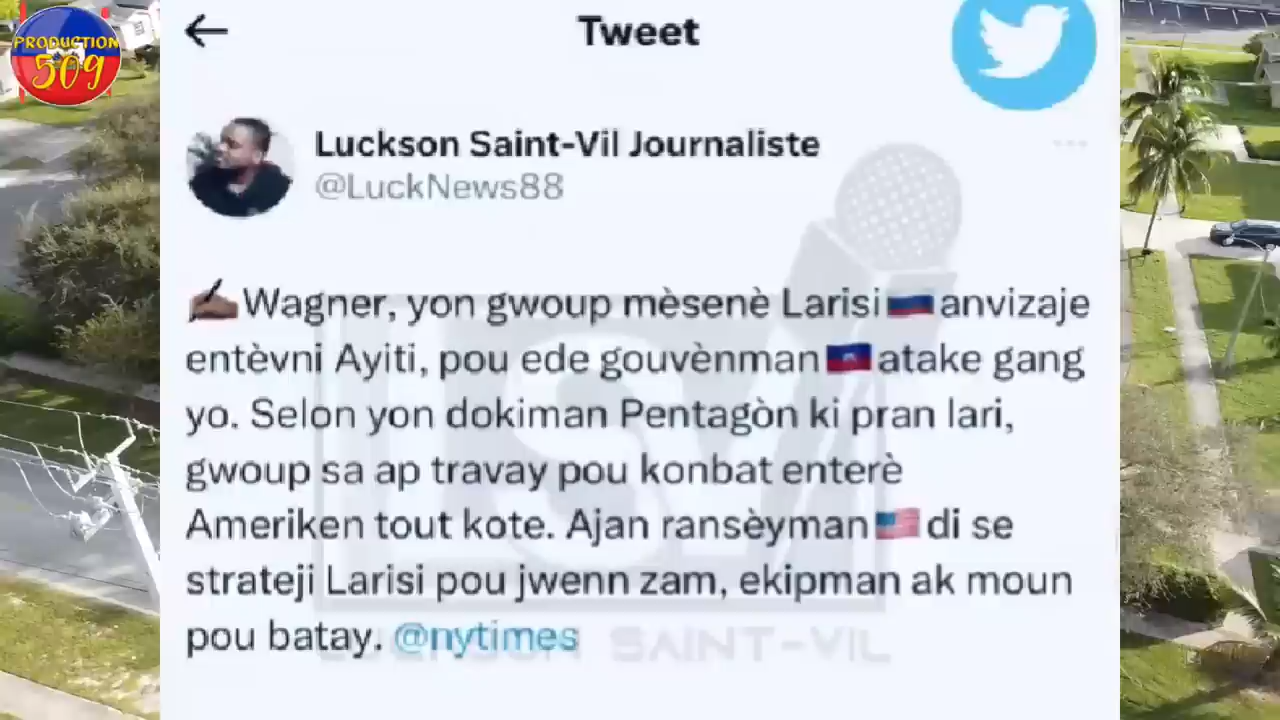 PRODUCTION
509
Tweet
Luckson Saint-Vil Journaliste
@LuckNews88
✍🏾Wagner, yon gwoup mèsenè Larisi🇷🇺anvizaje
entèvni Ayiti, pou ede gouvènman🇭🇹atake gang
yo. Selon yon dokiman Pentagòn ki pran lari,
gwoup sa ap travay pou konbat enterè
Ameriken tout kote. Ajan ransèyman🇺🇸di se
strateji Larisi pou jwenn zam, ekipman ak moun
pou batay. @nytimes
SAINT-VIL